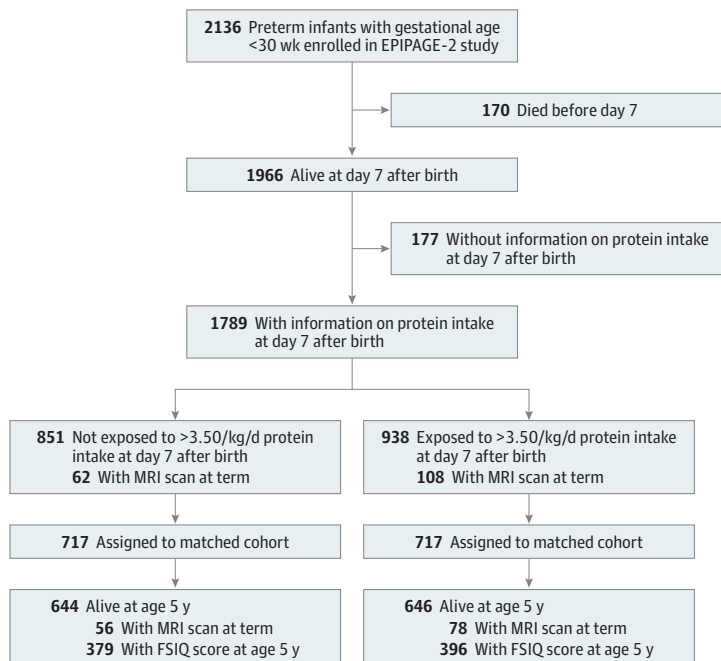 2136 Preterm infants with gestational age
<30 wk enrolled in EPIPAGE-2 study
170 Died before day 7
1966 Alive at day 7 after birth
177 Without information on protein intake
at day 7 after birth
1789 With information on protein intake
at day 7 after birth
851 Not exposed to >3.50/kg/d protein
intake at day 7 after birth
62 With MRI scan at term
938 Exposed to >3.50/kg/d protein intake
at day 7 after birth
108 With MRI scan at term
717 Assigned to matched cohort
717 Assigned to matched cohort
644 Alive at age 5 y
56 With MRI scan at term
379 With FSIQ score at age 5 y
646 Alive at age 5 y
78 With MRI scan at term
396 With FSIQ score at age 5 y